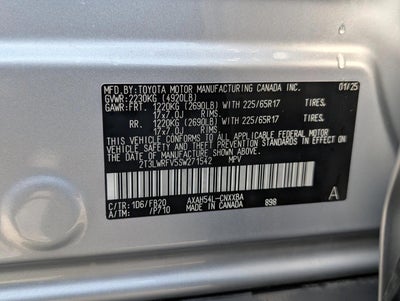 MFD.BY:TOYOTA MOTOR MANUFACTURING CANADA INC. 01/25
GVWR:2230KG (4920LB)
GAWR:FRT. 1220KG (2690LB) WITH 225/65R17 TIRES,
17x7.0J
RR. 1220KG (2690LB) WITH 225/65R17 TIRES,
17x7.0J
THIS VEHICLE CONFORMS TO ALL APPLICABLE FEDERAL MOTOR
VEHICLE SAFETY AND THEFT PREVENTION STANDARDS IN EFFECT
ON THE DATE OF MANUFACTURE SHOWN ABOVE.
2T3LWRFV5SW271542 MPV
C/TR:1D6/FB20 AXAH54L-CNXXBA
A/TM: /P710 MADE IN CANADA 898 A